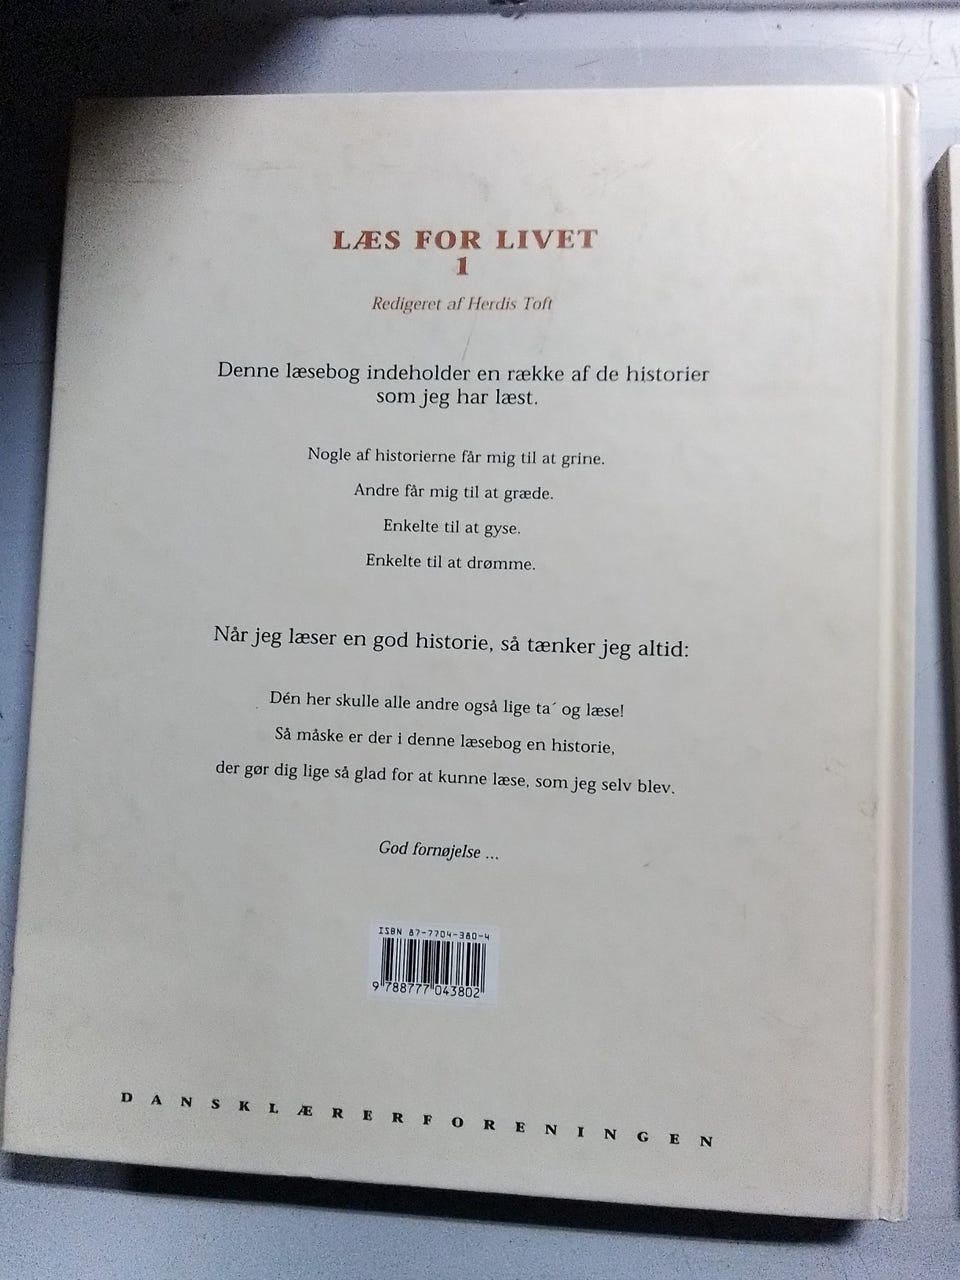 LÆS FOR LIVET
1
Redigeret af Herdis Toft
Denne læsebog indeholder en række af de historier
som jeg har læst.
Nogle af historierne får mig til at grine.
Andre får mig til at græde.
Enkelte til at gyse.
Enkelte til at drømme.
Når jeg læser en god historie, så tænker jeg altid:
Dén her skulle alle andre også lige ta´ og læse!
Så måske er der i denne læsebog en historie,
der gør dig lige så glad for at kunne læse, som jeg selv blev.
God fornøjelse ...
ISBN 87-7704-380-4
9 788777 043802
DANSKLÆRERFORENINGEN